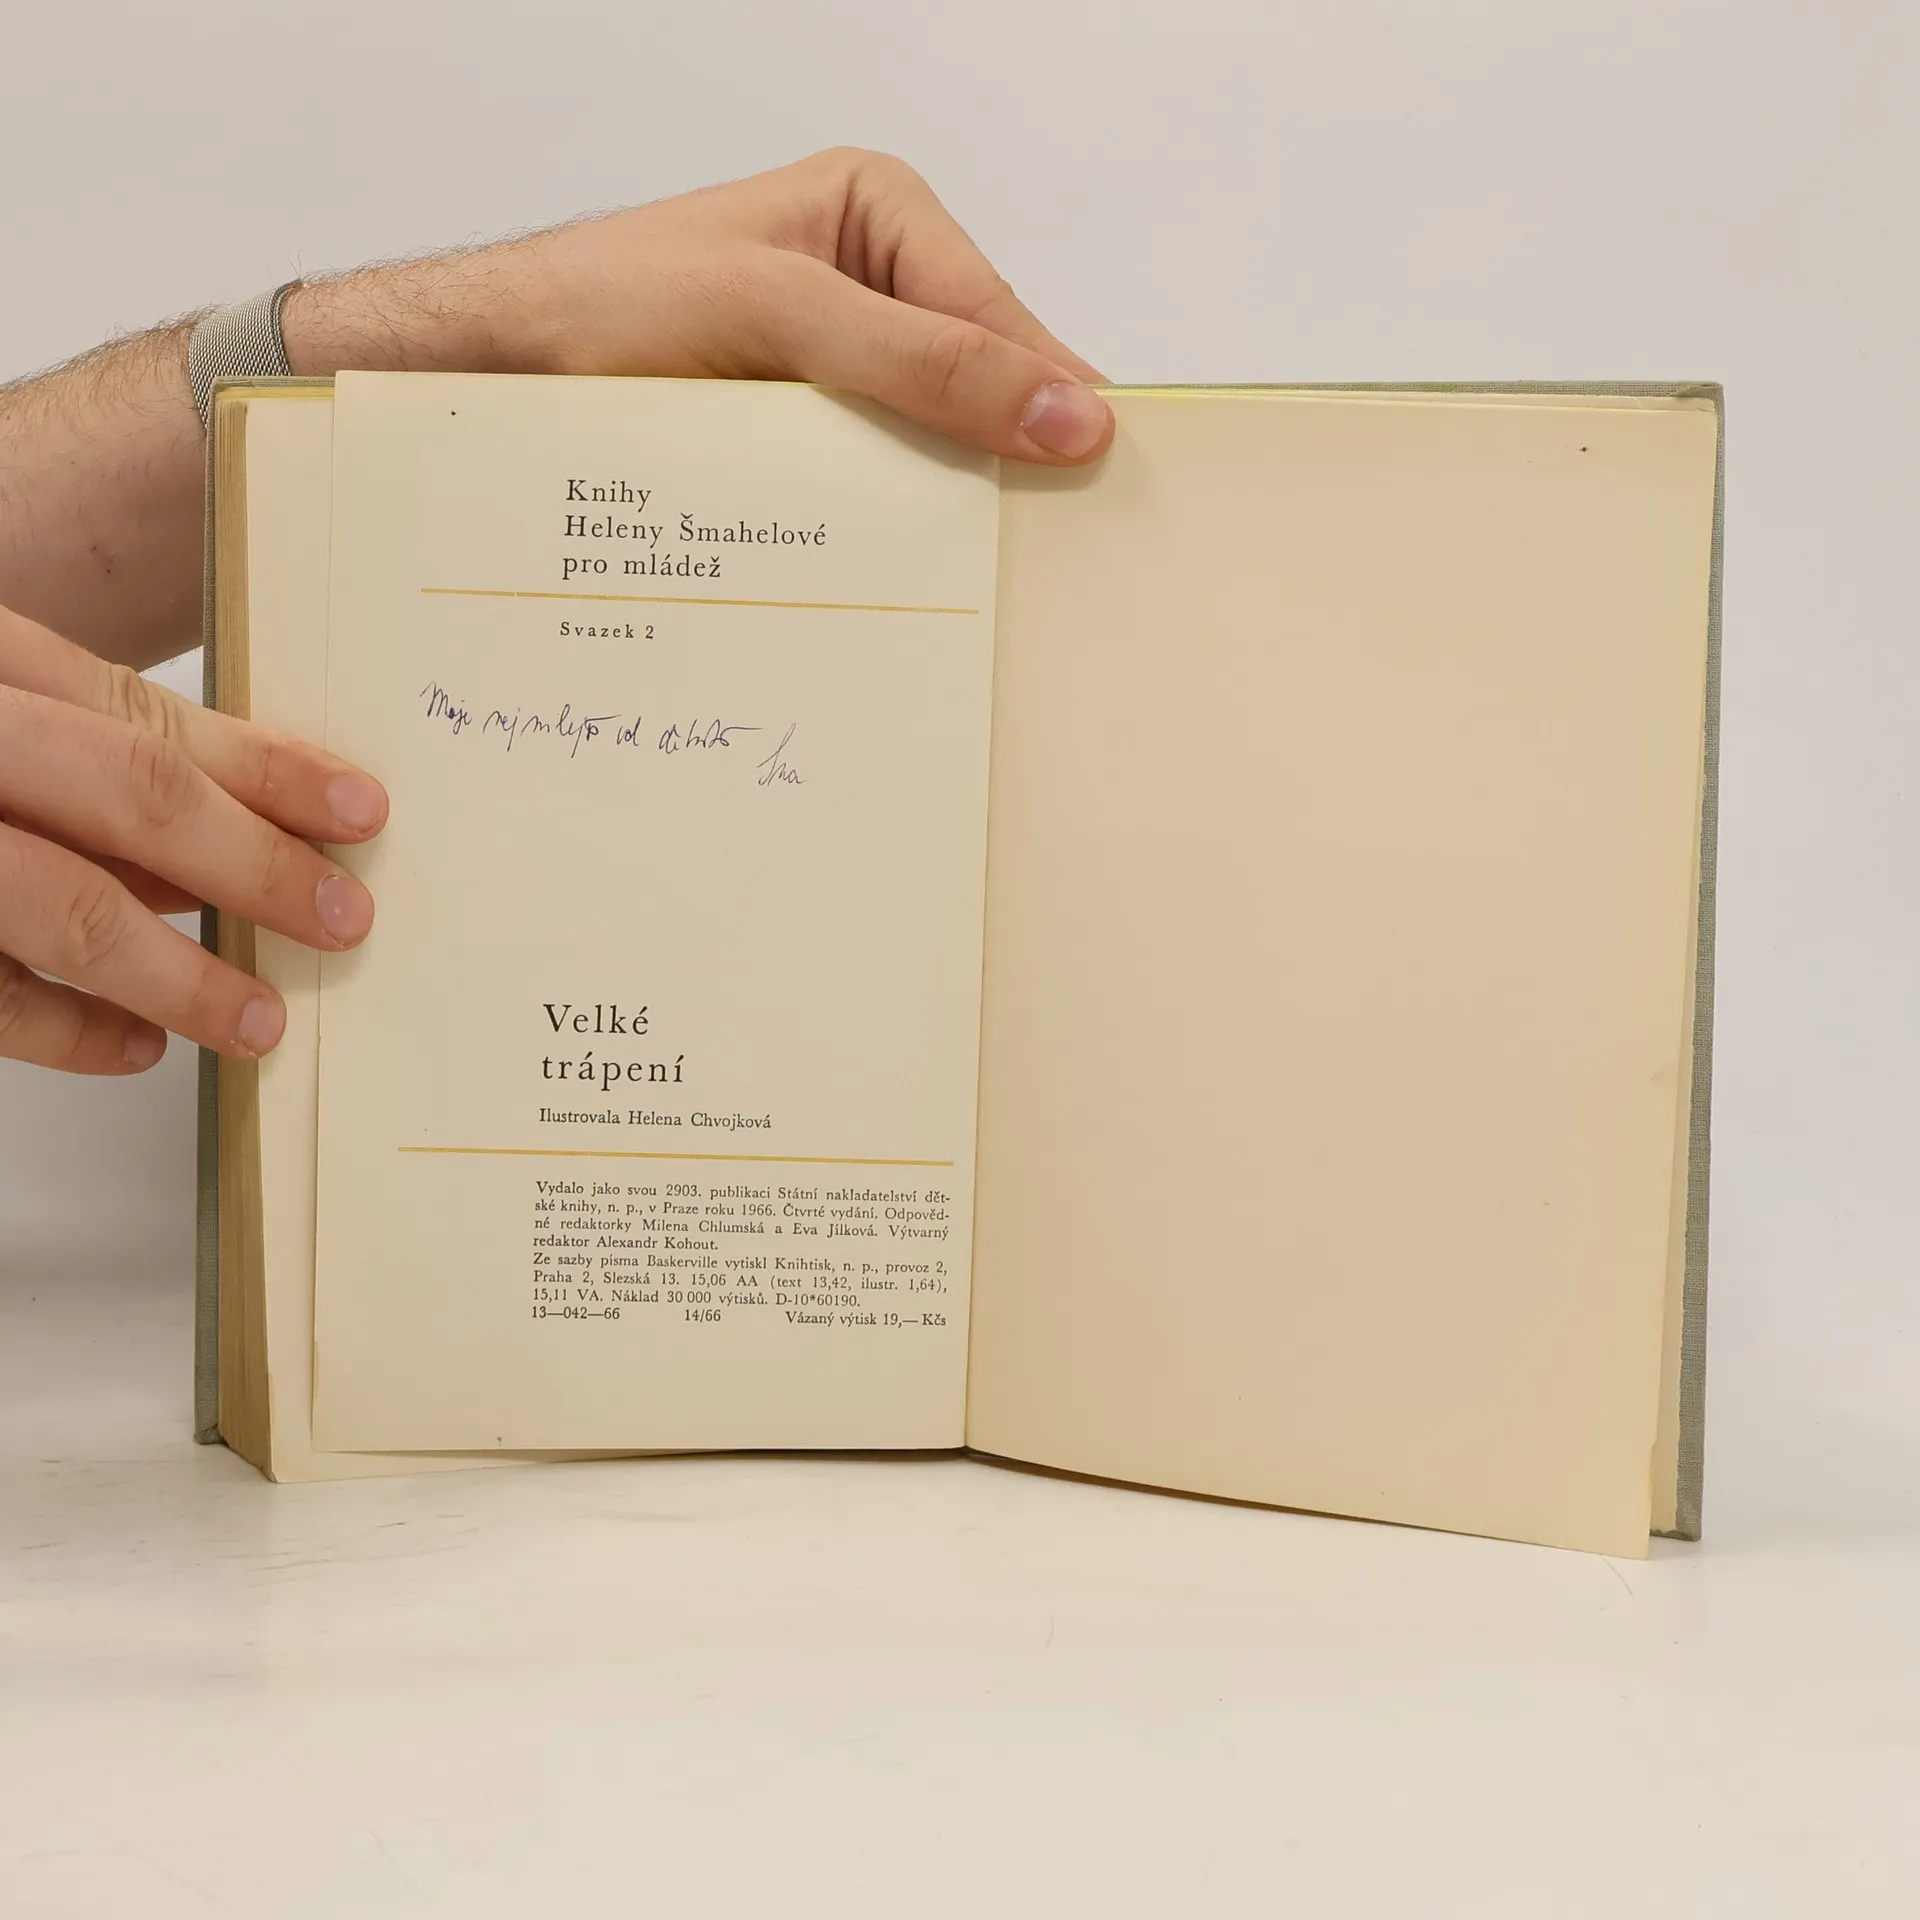 Knihy
Heleny Šmahelové
pro mládež
Svazek 2
Moje nejmilejší od dětství
Velké
trápení
Ilustrovala Helena Chvojková
Vydalo jako svou 2903. publikaci Státní nakladatelství dět-
ské knihy, n. p., v Praze roku 1966. Čtvrté vydání. Odpověd-
né redaktorky Milena Chlumská a Eva Jílková. Výtvarný
redaktor Alexandr Kohout.
Ze sazby písma Baskerville vytiskl Knihtisk, n. p., provoz 2,
Praha 2, Slezská 13. 15,06 AA (text 13,42, ilustr. 1,64),
15,11 VA. Náklad 30 000 výtisků. D-10*60190.
13—042—66 14/66 Vázaný výtisk 19,— Kčs